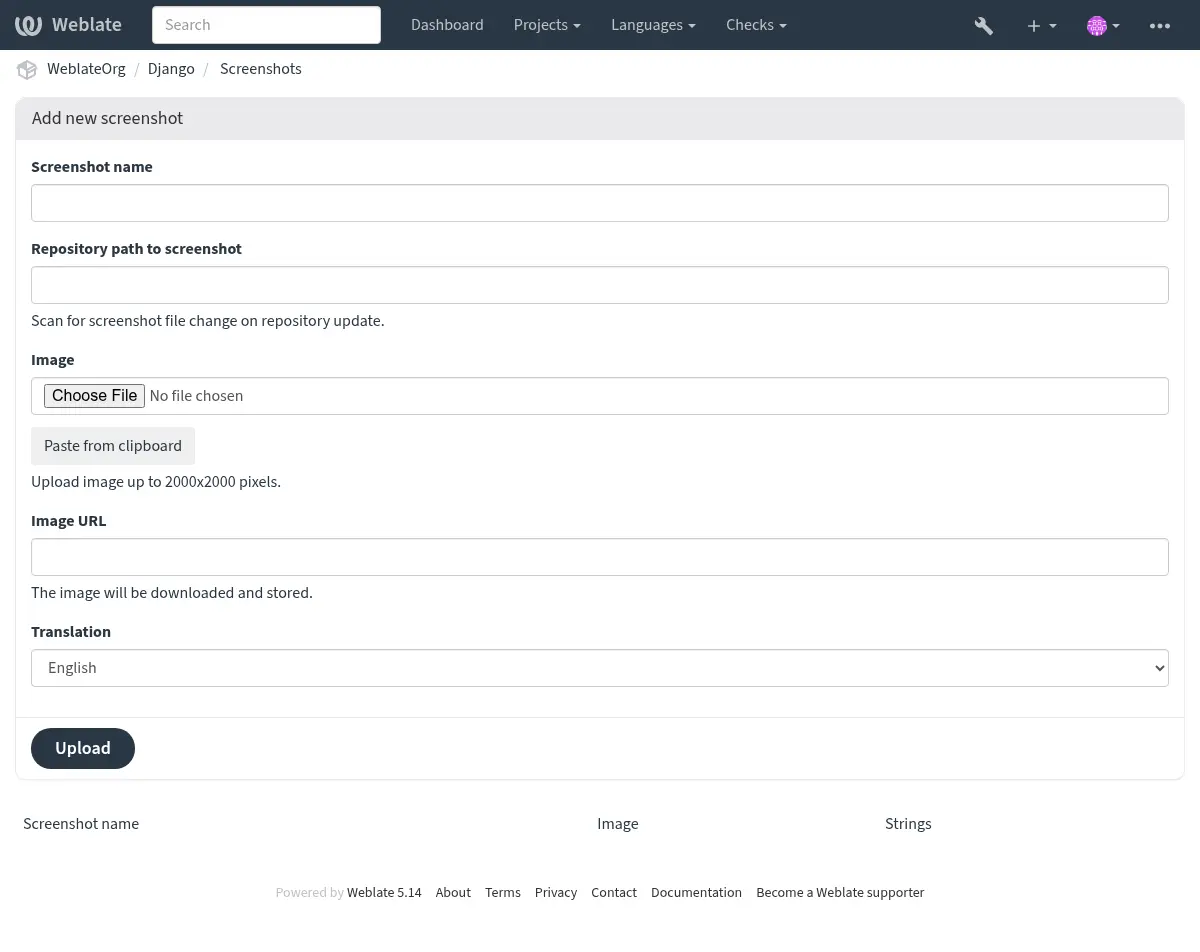 Weblate Search Dashboard Projects Languages Checks
WeblateOrg / Django / Screenshots
Add new screenshot
Screenshot name
Repository path to screenshot
Scan for screenshot file change on repository update.
Image
Choose File No file chosen
Paste from clipboard
Upload image up to 2000x2000 pixels.
Image URL
The image will be downloaded and stored.
Translation
English
Upload
Screenshot name Image Strings
Powered by Weblate 5.14 About Terms Privacy Contact Documentation Become a Weblate supporter